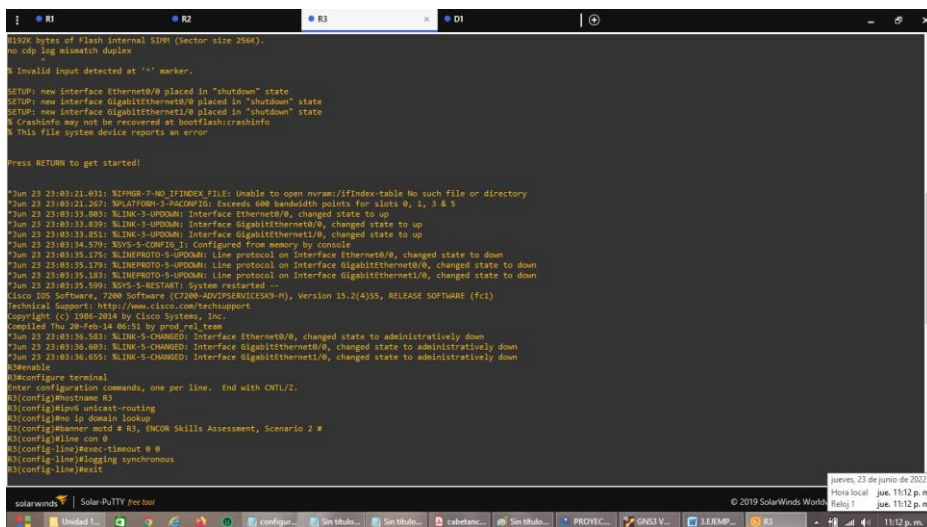 R1
R2
R3
D1
8192K bytes of Flash internal SIMM (Sector size 256K).
no cdp log mismatch duplex
^
% Invalid input detected at '^' marker.
SETUP: new interface Ethernet0/0 placed in "shutdown" state
SETUP: new interface GigabitEthernet0/0 placed in "shutdown" state
SETUP: new interface GigabitEthernet1/0 placed in "shutdown" state
% Crashinfo may not be recovered at bootflash:crashinfo
% This file system device reports an error
Press RETURN to get started!
*Jun 23 23:03:21.031: %IFMGR-7-NO_IFINDEX_FILE: Unable to open nvram:/ifIndex-table No such file or directory
*Jun 23 23:03:21.267: %PLATFORM-3-PACONFIG: Exceeds 600 bandwidth points for slots 0, 1, 3 & 5
*Jun 23 23:03:33.803: %LINK-3-UPDOWN: Interface Ethernet0/0, changed state to up
*Jun 23 23:03:33.839: %LINK-3-UPDOWN: Interface GigabitEthernet0/0, changed state to up
*Jun 23 23:03:33.851: %LINK-3-UPDOWN: Interface GigabitEthernet1/0, changed state to up
*Jun 23 23:03:34.579: %SYS-5-CONFIG_I: Configured from memory by console
*Jun 23 23:03:35.175: %LINEPROTO-5-UPDOWN: Line protocol on Interface Ethernet0/0, changed state to down
*Jun 23 23:03:35.179: %LINEPROTO-5-UPDOWN: Line protocol on Interface GigabitEthernet0/0, changed state to down
*Jun 23 23:03:35.183: %LINEPROTO-5-UPDOWN: Line protocol on Interface GigabitEthernet1/0, changed state to down
*Jun 23 23:03:35.599: %SYS-5-RESTART: System restarted --
Cisco IOS Software, 7200 Software (C7200-ADVIPSERVICESK9-M), Version 15.2(4)S5, RELEASE SOFTWARE (fc1)
Technical Support: http://www.cisco.com/techsupport
Copyright (c) 1986-2014 by Cisco Systems, Inc.
Compiled Thu 20-Feb-14 06:51 by prod_rel_team
*Jun 23 23:03:36.583: %LINK-5-CHANGED: Interface Ethernet0/0, changed state to administratively down
*Jun 23 23:03:36.603: %LINK-5-CHANGED: Interface GigabitEthernet0/0, changed state to administratively down
*Jun 23 23:03:36.655: %LINK-5-CHANGED: Interface GigabitEthernet1/0, changed state to administratively down
R3#enable
R3#configure terminal
Enter configuration commands, one per line.  End with CNTL/Z.
R3(config)#hostname R3
R3(config)#ipv6 unicast-routing
R3(config)#no ip domain lookup
R3(config)#banner motd # R3, ENCOR Skills Assessment, Scenario 2 #
R3(config)#line con 0
R3(config-line)#exec-timeout 0 0
R3(config-line)#logging synchronous
R3(config-line)#exit
jueves, 23 de junio de 2022
Hora local jue. 11:12 p. m
Reloj 1 jue. 11:12 p. m
solarwinds Solar-PuTTY free tool
© 2019 SolarWinds World
Unidad 1...
configur...
Sin título...
Sin título...
cabetanc...
Sin título...
PROYEC...
GNS3 V...
3.EJEMP...
R3
11:12 p. m.